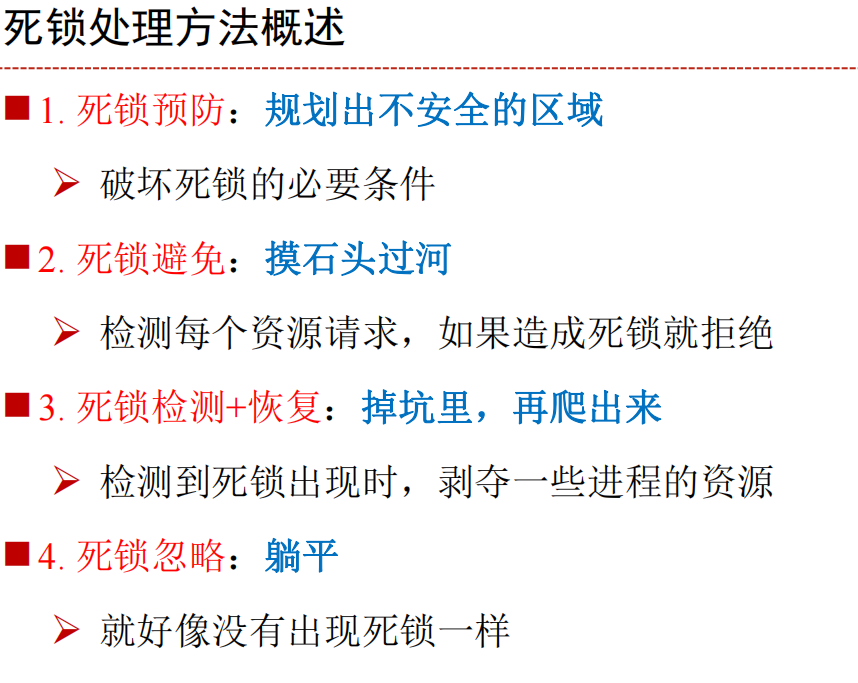 死锁处理方法概述
■1. 死锁预防：规划出不安全的区域
➢ 破坏死锁的必要条件
■2. 死锁避免：摸石头过河
➢ 检测每个资源请求，如果造成死锁就拒绝
■3. 死锁检测+恢复：掉坑里，再爬出来
➢ 检测到死锁出现时，剥夺一些进程的资源
■4. 死锁忽略：躺平
➢ 就好像没有出现死锁一样